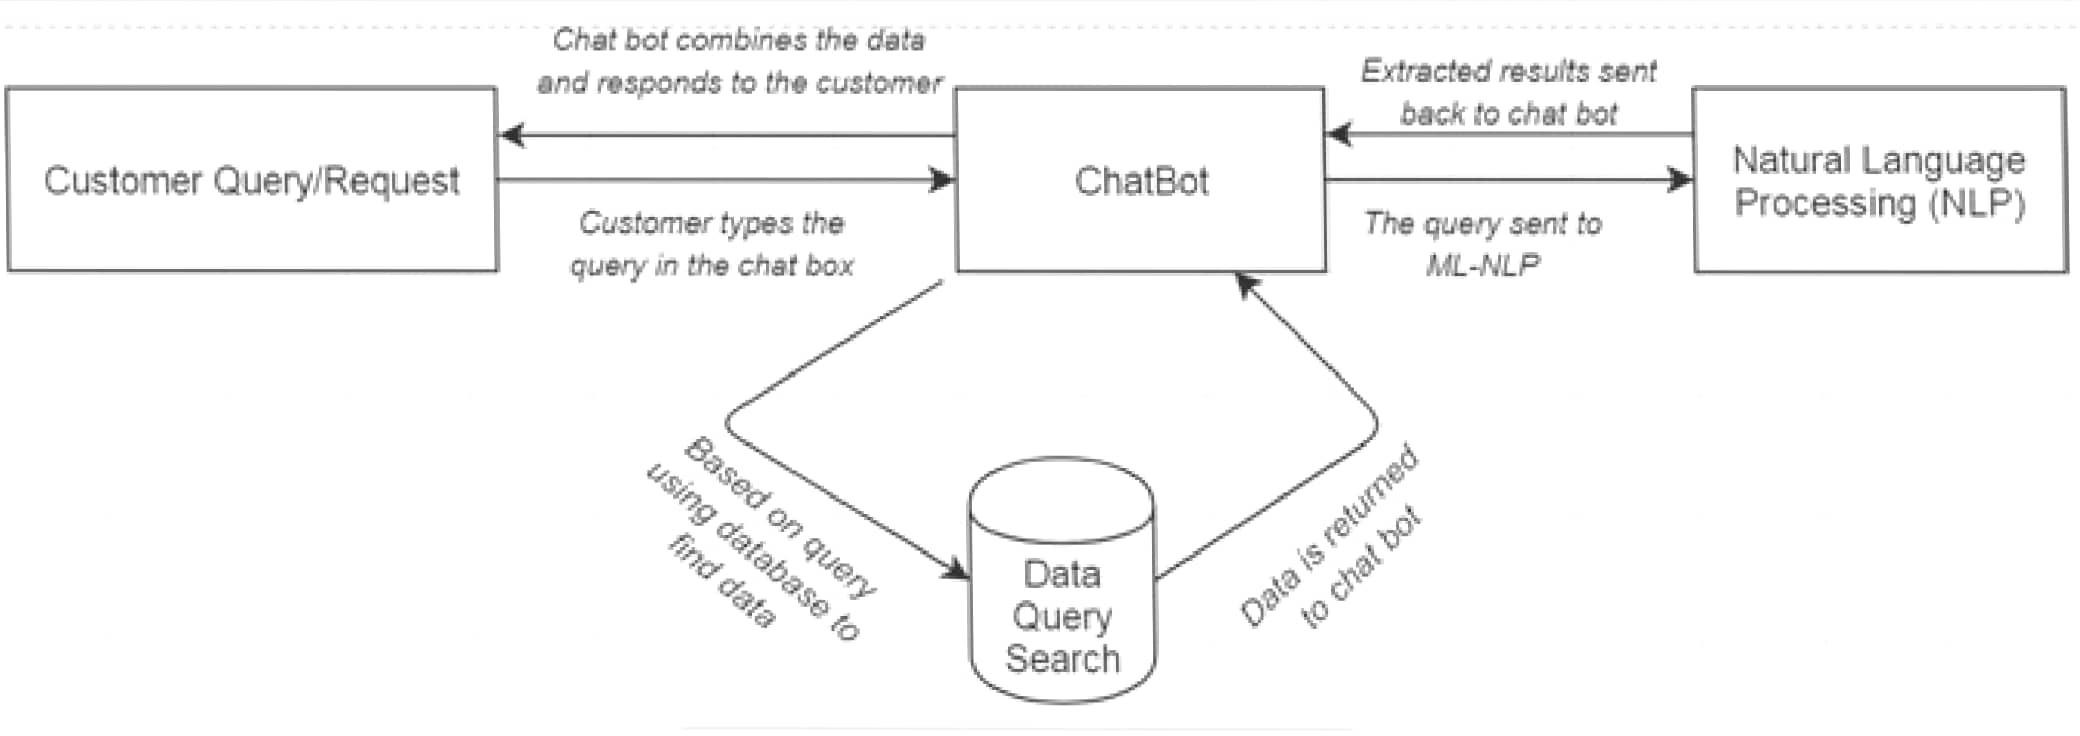 Chat bot combines the data
and responds to the customer
Extracted results sent
back to chat bot
Customer Query/Request
ChatBot
Natural Language
Processing (NLP)
Customer types the
query in the chat box
The query sent to
ML-NLP
Based on query
using database to
find data
Data
Query
Search
Data is returned
to chat bot